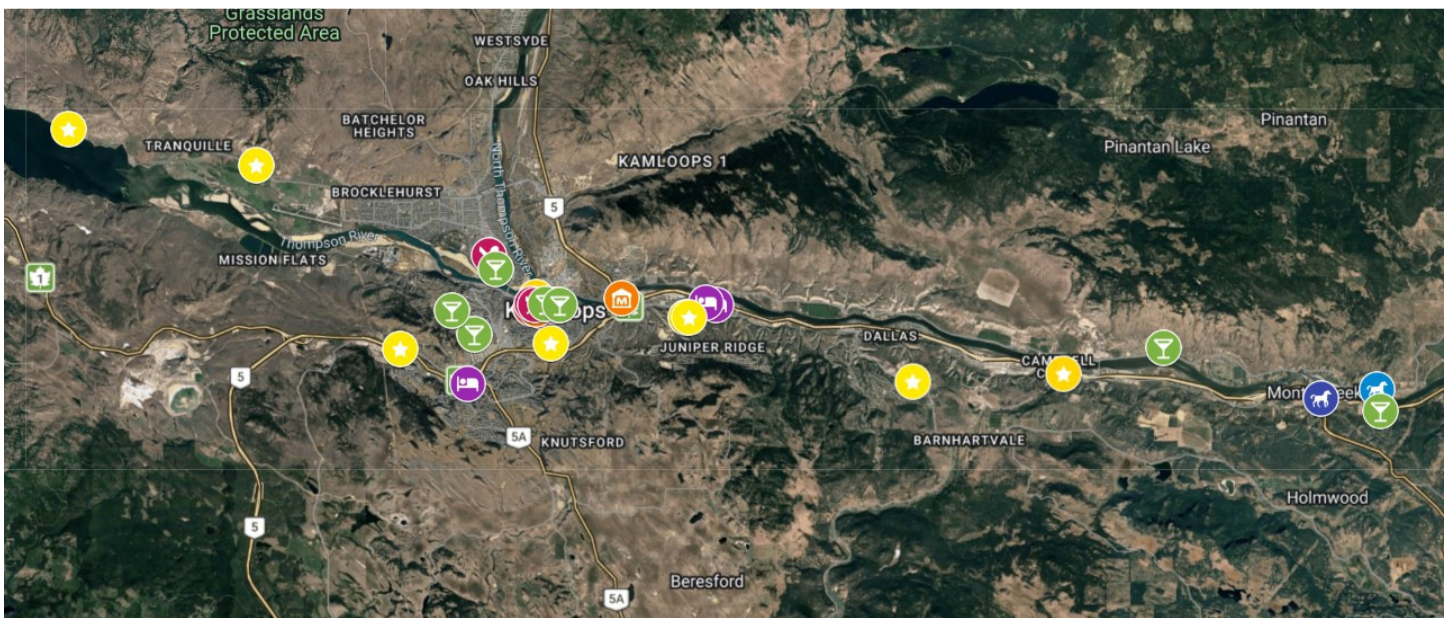 Grasslands
Protected Area
WESTSYDE
OAK HILLS
BATCHELOR
HEIGHTS
Pinantan
TRANQUILLE
Pinantan Lake
KAMLOOPS 1
BROCKLEHURST
North Thompson River
5
Thompson River
MISSION FLATS
1
M
JUNIPER RIDGE
DALLAS
5
BARNHARTVALE
5A
KNUTSFORD
Holmwood
5
Beresford
5A